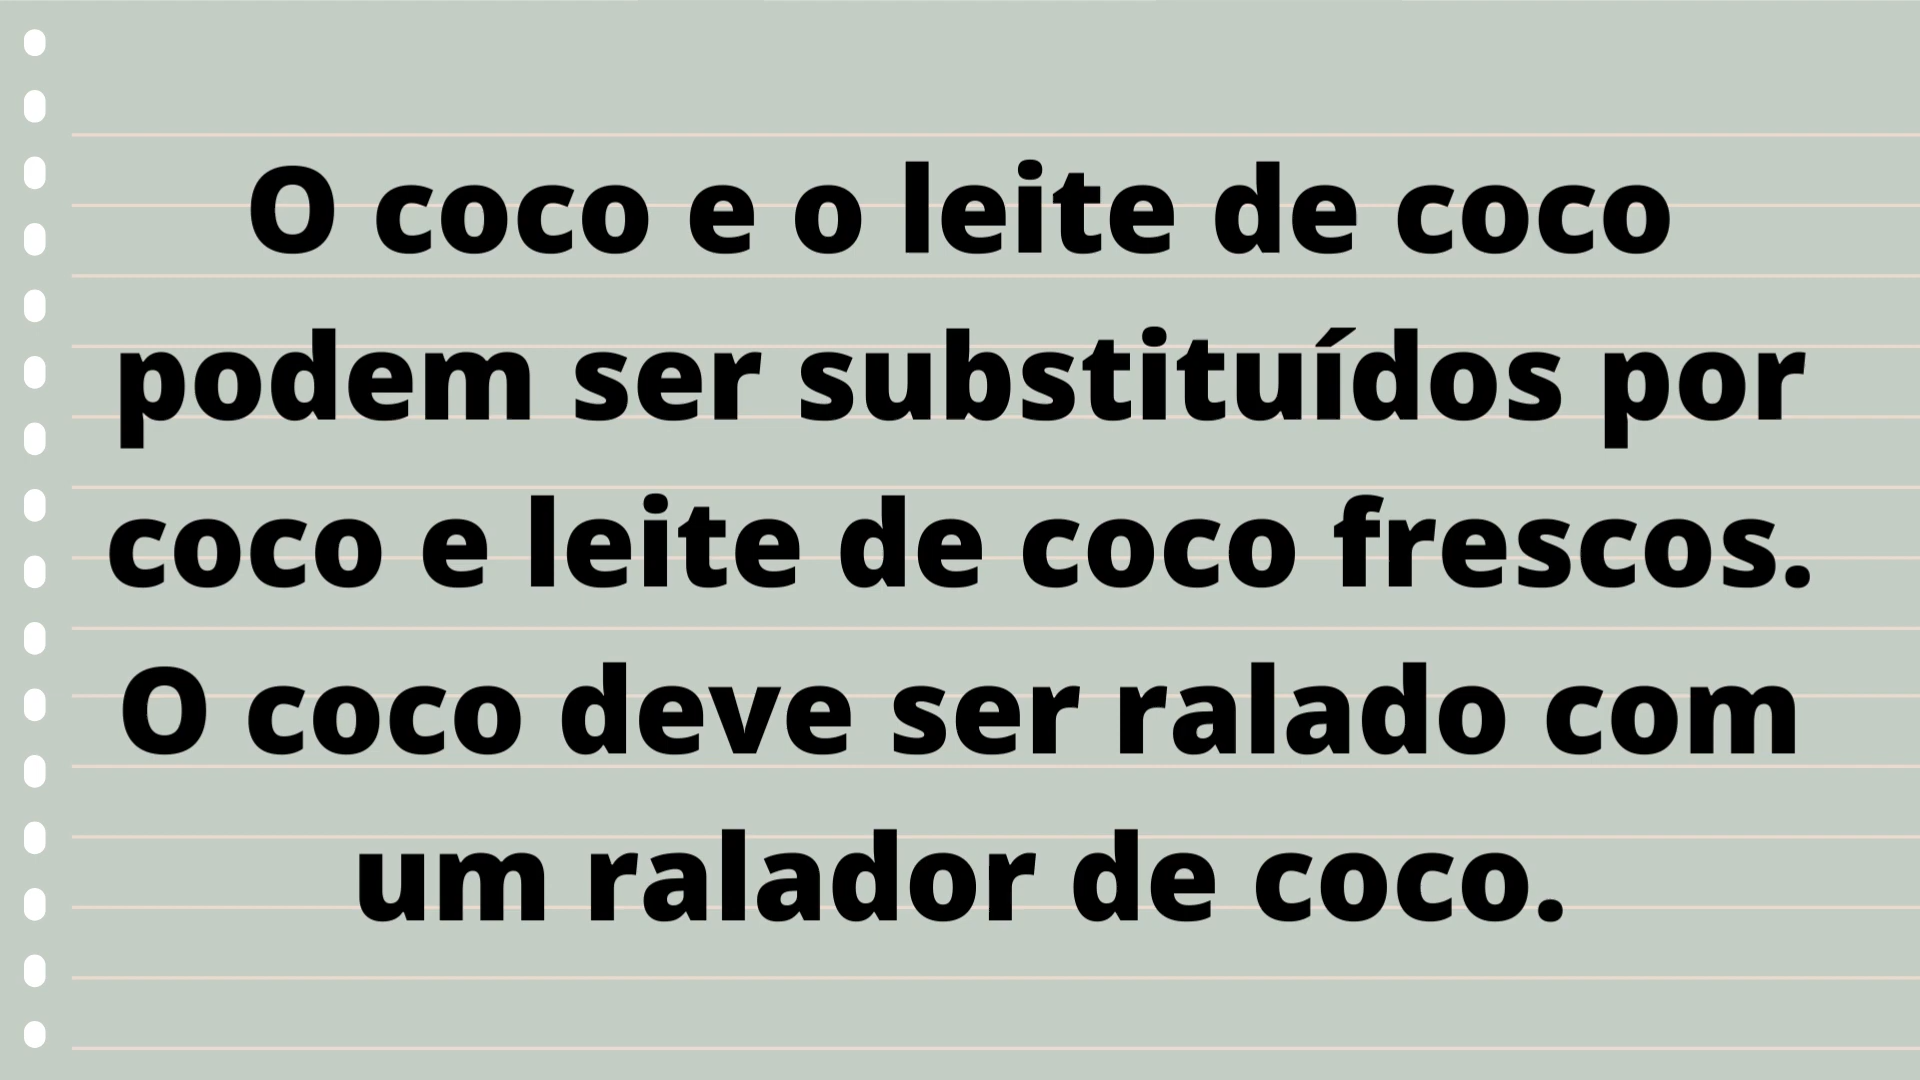 O coco e o leite de coco
podem ser substituídos por
coco e leite de coco frescos.
O coco deve ser ralado com
um ralador de coco.